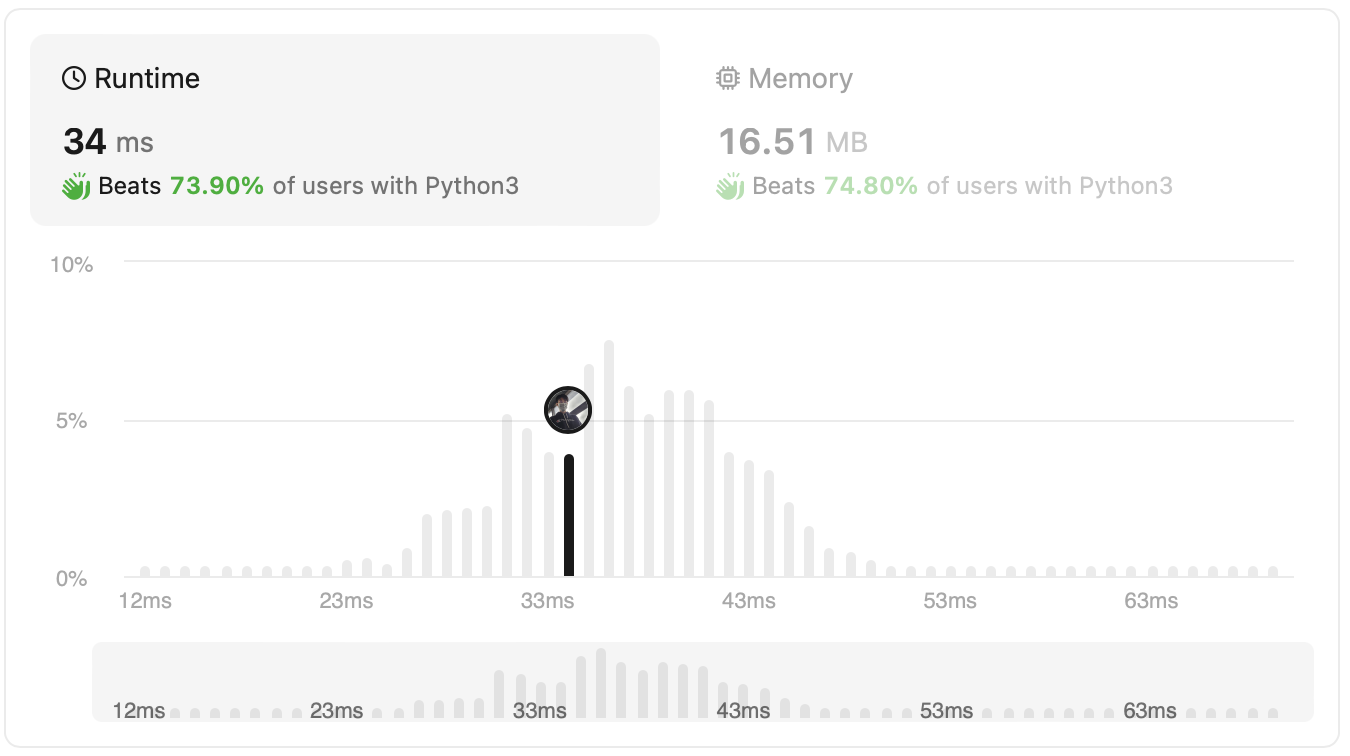 Runtime
34 ms
Beats 73.90% of users with Python3
Memory
16.51 MB
Beats 74.80% of users with Python3
10%
5%
0%
12ms 23ms 33ms 43ms 53ms 63ms
12ms 23ms 33ms 43ms 53ms 63ms